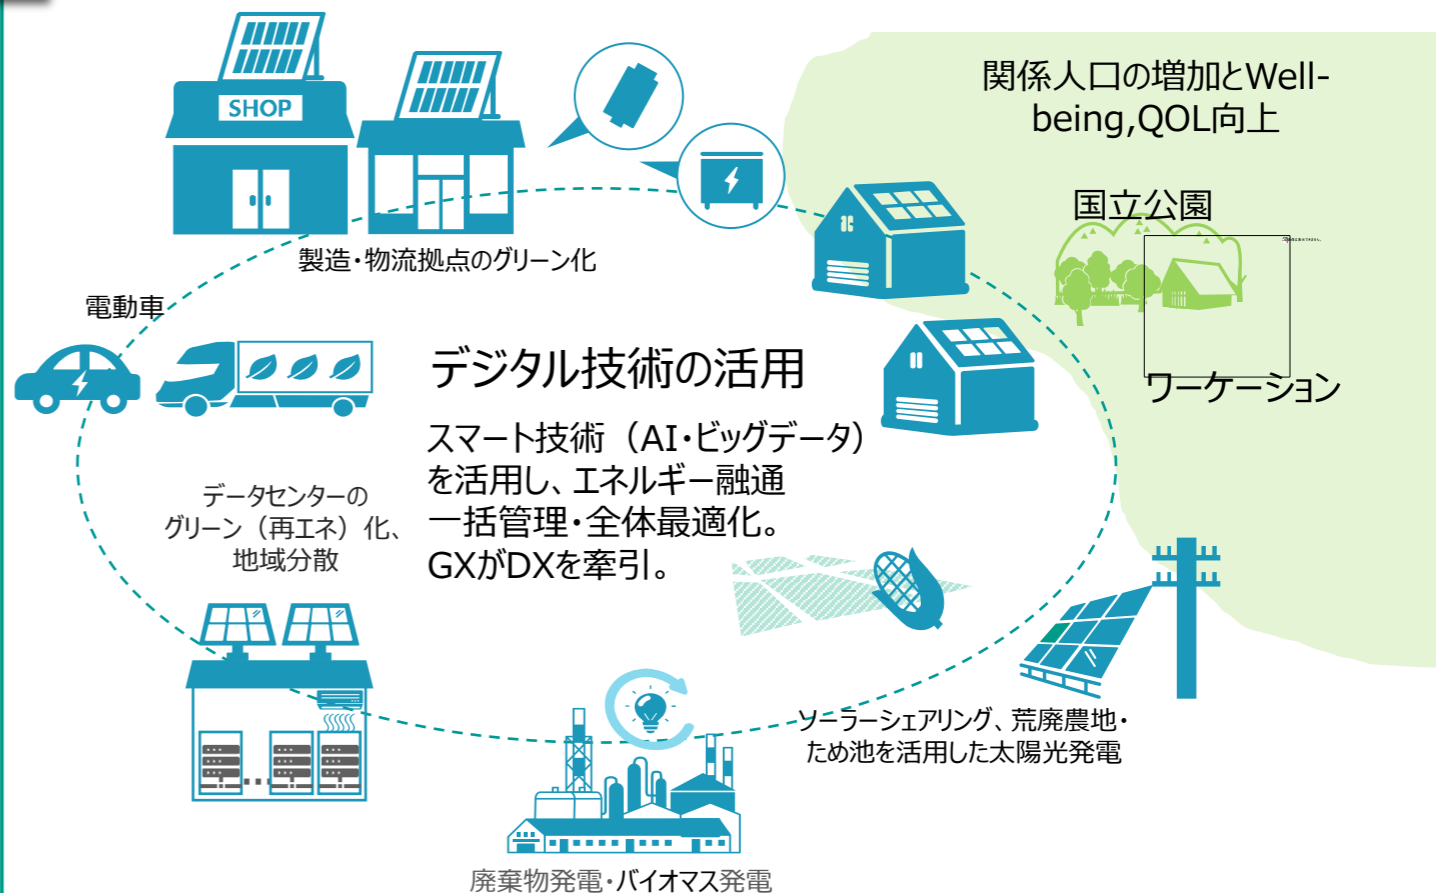 SHOP
関係人口の増加とWell-
being,QOL向上
国立公園
製造・物流拠点のグリーン化
電動車
デジタル技術の活用
ワーケーション
スマート技術（AI・ビッグデータ）
を活用し、エネルギー融通
一括管理・全体最適化。
GXがDXを牽引。
データセンターの
グリーン（再エネ）化、
地域分散
ソーラーシェアリング、荒廃農地・
ため池を活用した太陽光発電
廃棄物発電・バイオマス発電